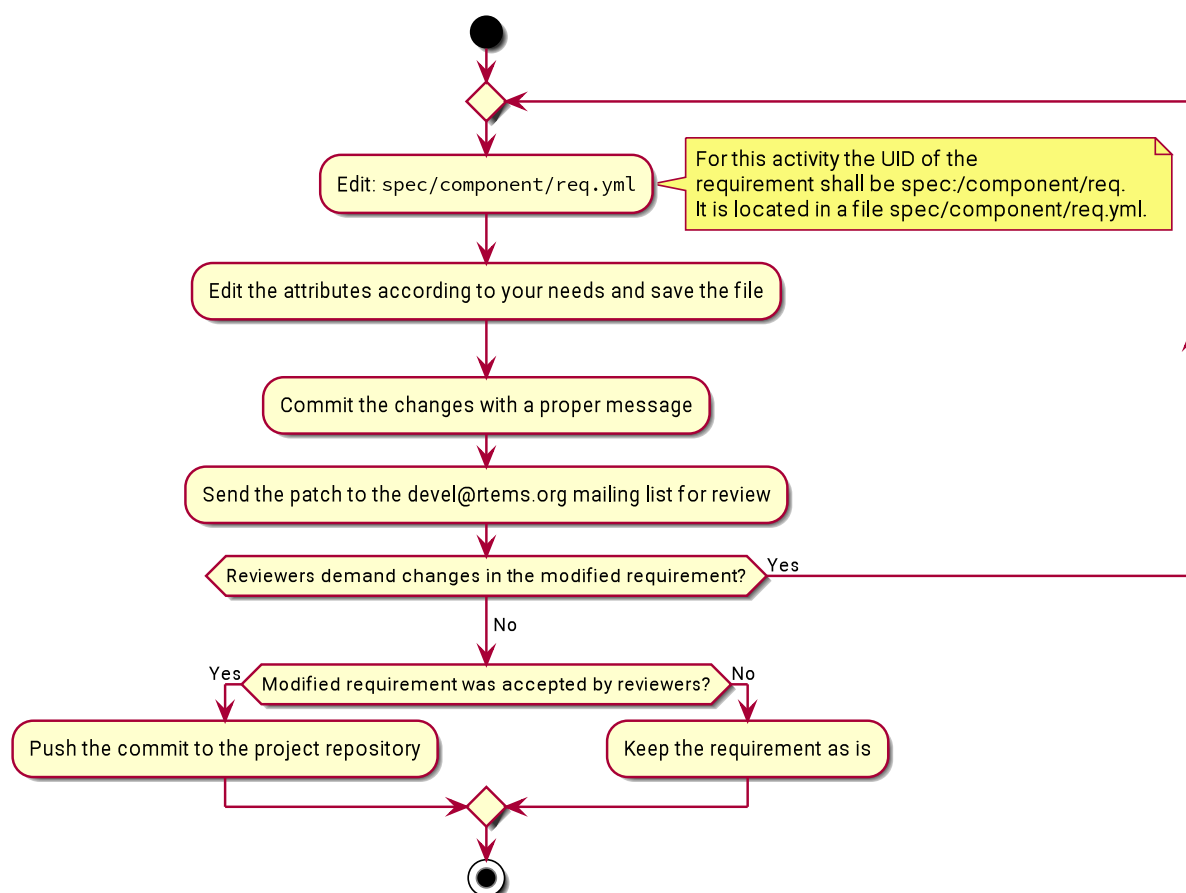 Edit: spec/component/req.yml
For this activity the UID of the
requirement shall be spec:/component/req.
It is located in a file spec/component/req.yml.
Edit the attributes according to your needs and save the file
Commit the changes with a proper message
Send the patch to the devel@rtems.org mailing list for review
Reviewers demand changes in the modified requirement?
Yes
No
Yes
Modified requirement was accepted by reviewers?
No
Push the commit to the project repository
Keep the requirement as is